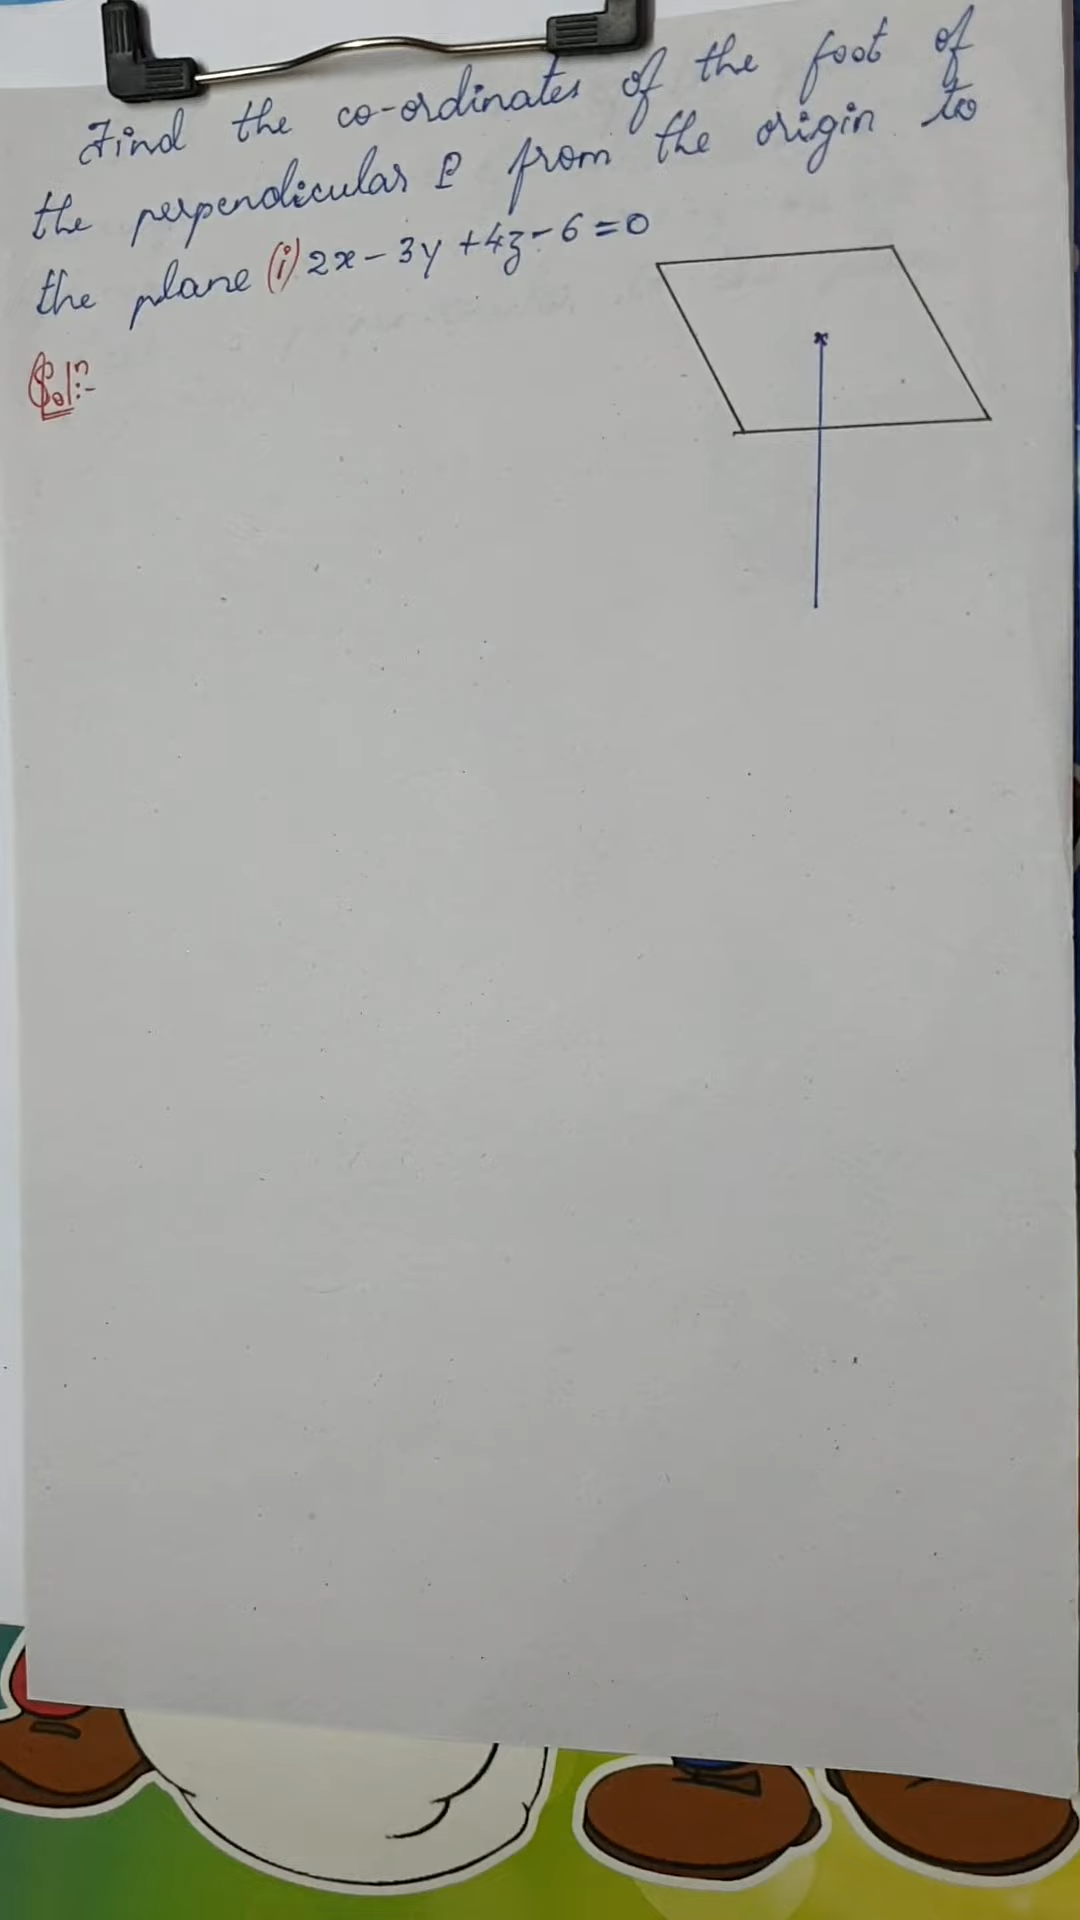 Find the co-ordinates of the foot of
the perpendicular P from the origin to
the plane (i) 2x - 3y + 4z - 6 = 0
Solⁿ:-